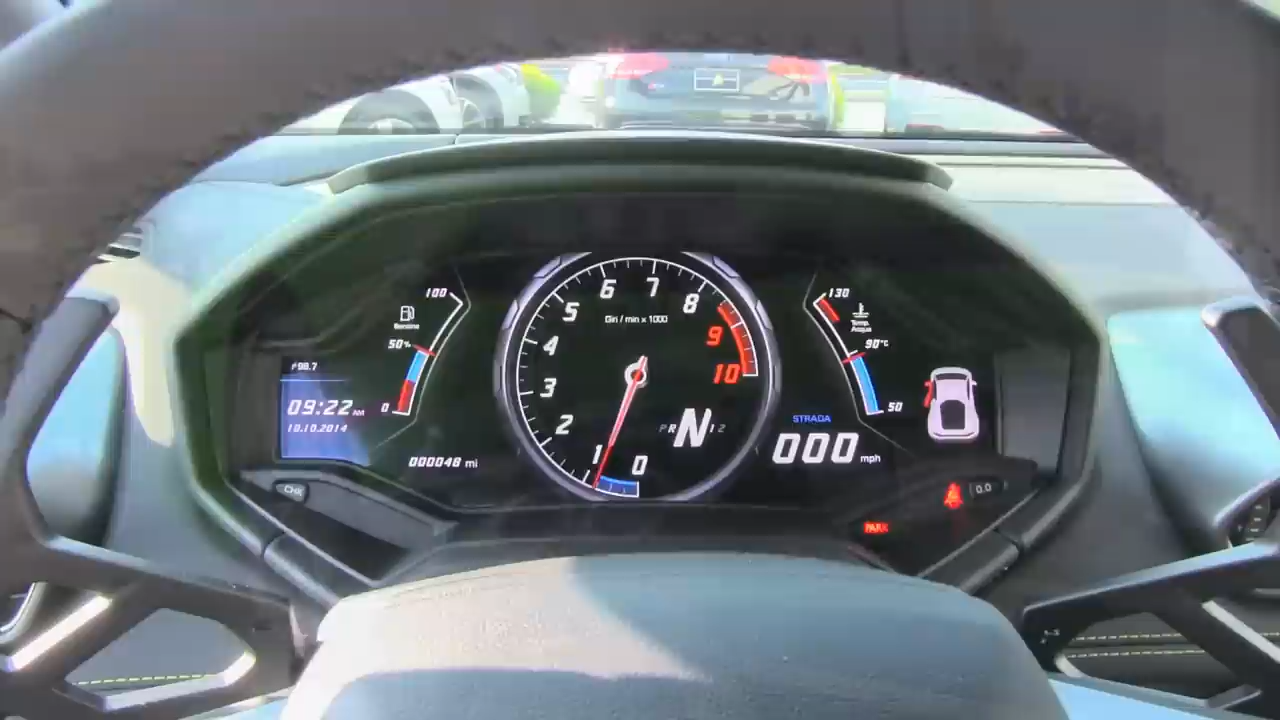 F98.7
09:22 AM
10.10.2014
100
Benzina
50%
0
000048 mi
Giri / min x 1000
0
1
2
3
4
5
6
7
8
9
10
P R N 1 2
130
Temp.
Acqua
90°C
50
STRADA
000 mph
PARK
0.0